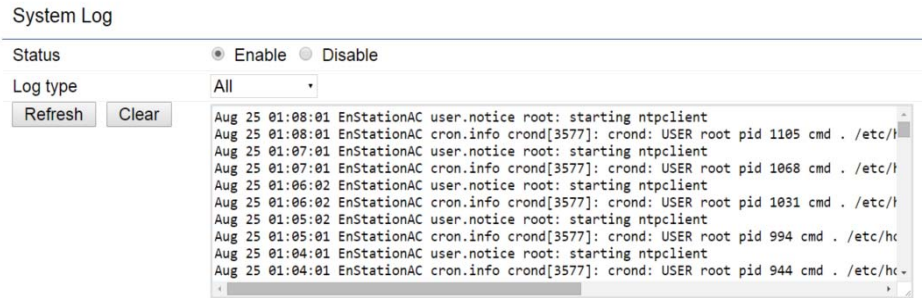 System Log
Status Enable Disable
Log type All
Refresh Clear
Aug 25 01:08:01 EnStationAC user.notice root: starting ntpclient
Aug 25 01:08:01 EnStationAC cron.info crond[3577]: crond: USER root pid 1105 cmd . /etc/h
Aug 25 01:07:01 EnStationAC user.notice root: starting ntpclient
Aug 25 01:07:01 EnStationAC cron.info crond[3577]: crond: USER root pid 1068 cmd . /etc/h
Aug 25 01:06:02 EnStationAC user.notice root: starting ntpclient
Aug 25 01:06:02 EnStationAC cron.info crond[3577]: crond: USER root pid 1031 cmd . /etc/h
Aug 25 01:05:02 EnStationAC user.notice root: starting ntpclient
Aug 25 01:05:01 EnStationAC cron.info crond[3577]: crond: USER root pid 994 cmd . /etc/hc
Aug 25 01:04:01 EnStationAC user.notice root: starting ntpclient
Aug 25 01:04:01 EnStationAC cron.info crond[3577]: crond: USER root pid 944 cmd . /etc/hc